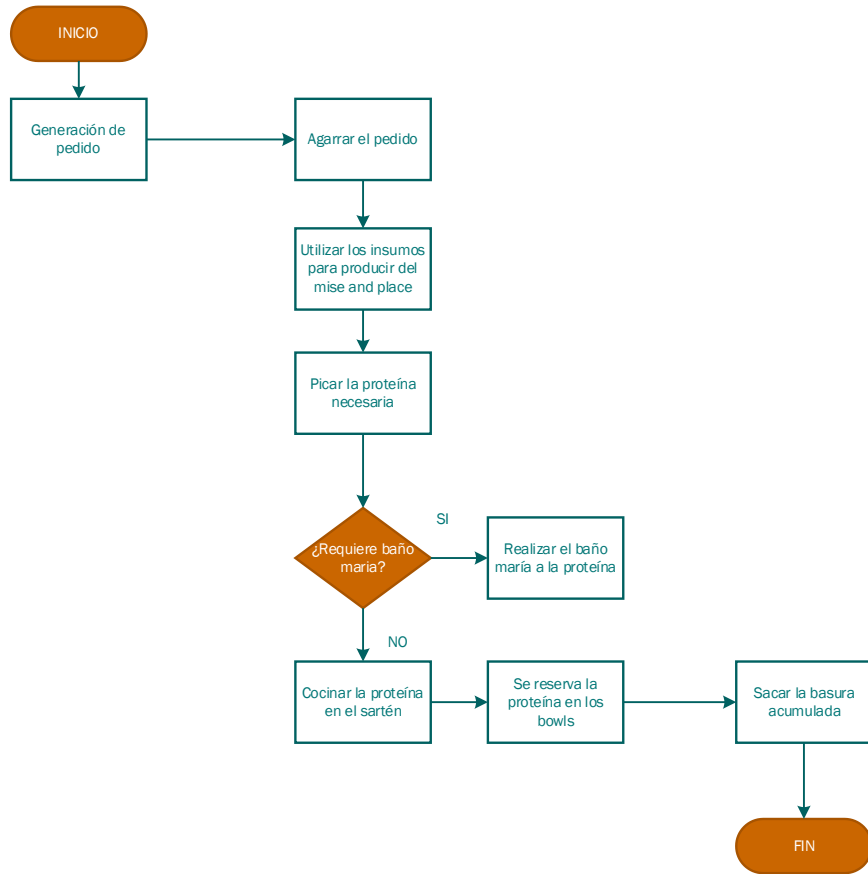 INICIO
Generación de
pedido
Agarrar el pedido
Utilizar los insumos
para producir del
mise and place
Picar la proteína
necesaria
¿Requiere baño
maria?
SI
Realizar el baño
maría a la proteína
NO
Cocinar la proteína
en el sartén
Se reserva la
proteína en los
bowls
Sacar la basura
acumulada
FIN